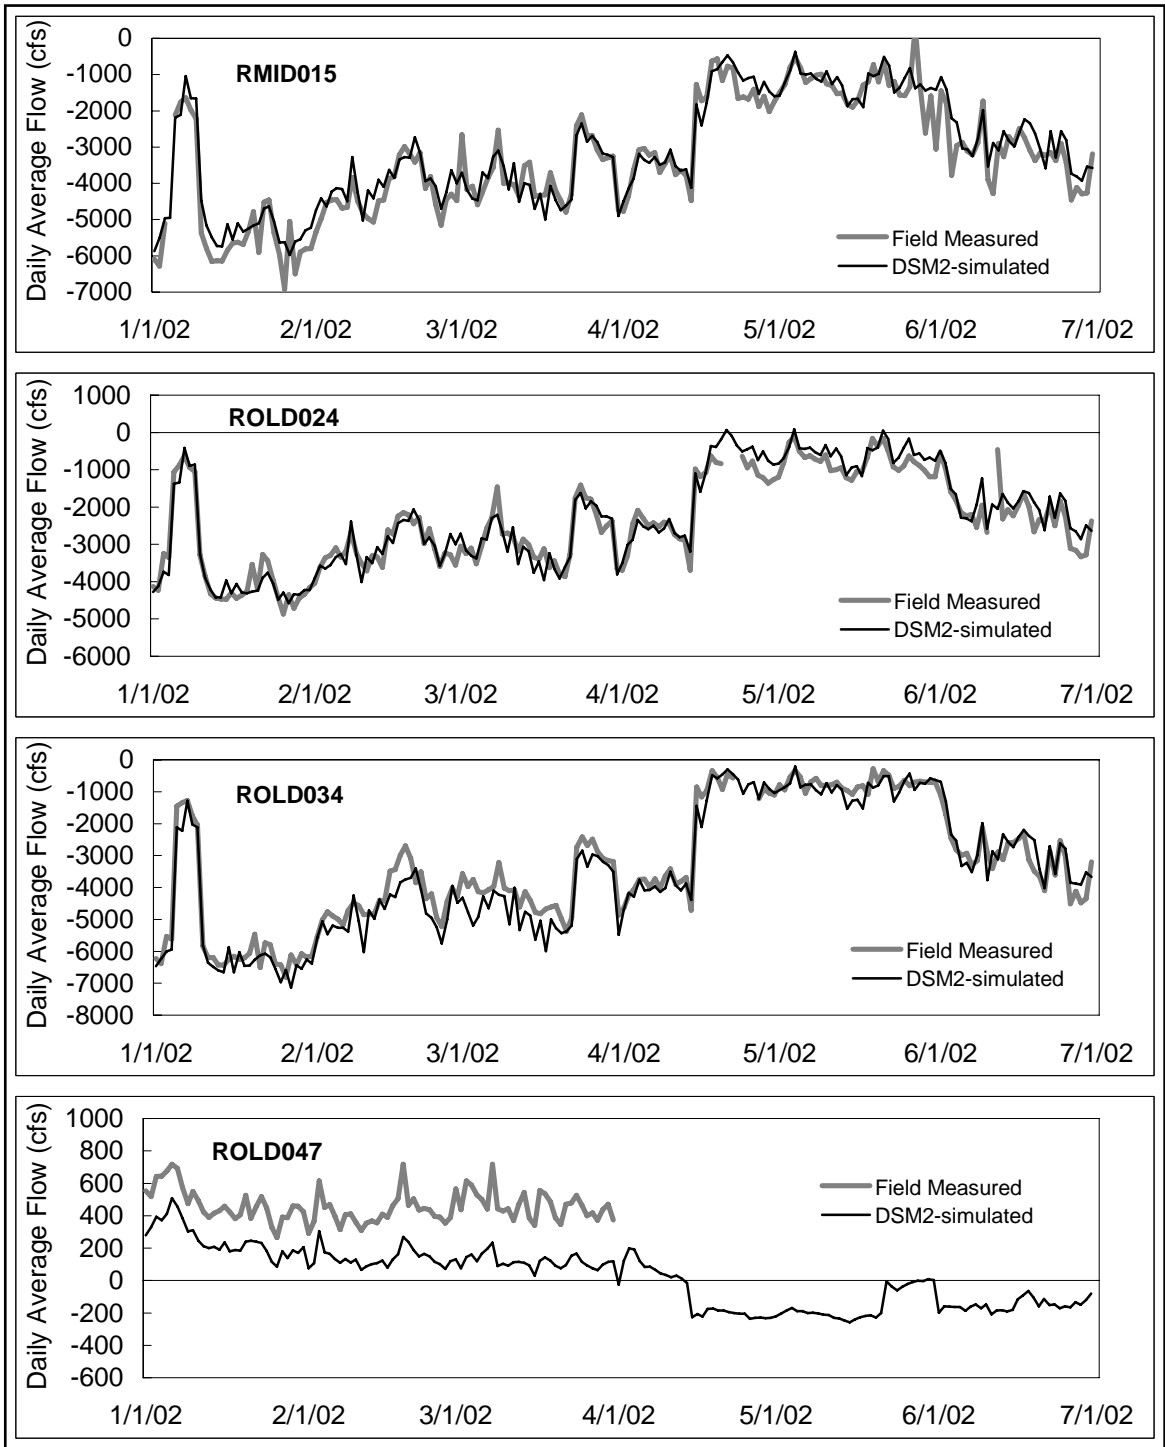 Daily Average Flow (cfs)
0
-1000
-2000
-3000
-4000
-5000
-6000
-7000
RMID015
Field Measured
DSM2-simulated
1/1/02 2/1/02 3/1/02 4/1/02 5/1/02 6/1/02 7/1/02
Daily Average Flow (cfs)
1000
0
-1000
-2000
-3000
-4000
-5000
-6000
ROLD024
Field Measured
DSM2-simulated
1/1/02 2/1/02 3/1/02 4/1/02 5/1/02 6/1/02 7/1/02
Daily Average Flow (cfs)
0
-1000
-2000
-3000
-4000
-5000
-6000
-7000
-8000
ROLD034
Field Measured
DSM2-simulated
1/1/02 2/1/02 3/1/02 4/1/02 5/1/02 6/1/02 7/1/02
Daily Average Flow (cfs)
1000
800
600
400
200
0
-200
-400
-600
ROLD047
Field Measured
DSM2-simulated
1/1/02 2/1/02 3/1/02 4/1/02 5/1/02 6/1/02 7/1/02